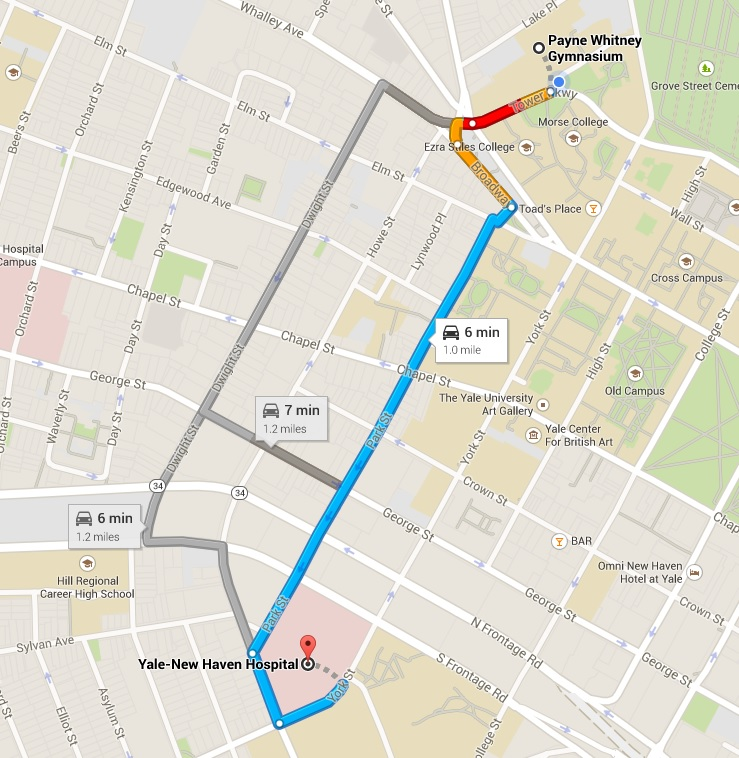 Whalley Ave
Lake Pl
Payne Whitney
Gymnasium
Elm St
Grove Street Ceme
Tower Pkwy
Orchard St
Elm St
Morse College
Beers St
Garden St
Ezra Stiles College
High St
Kensington St
Broadway
Elm St
Edgewood Ave
Dwight St
Toad's Place
Wall St
Howe St
Lynwood Pl
Day St
Hospital
Campus
Cross Campus
Chapel St
Orchard St
York St
College St
Day St
Chapel St
6 min
1.0 mile
High St
Dwight St
George St
Chapel St
Old Campus
Waverly St
The Yale University
Art Gallery
7 min
1.2 miles
Orchard St
Day St
Park St
Yale Center
For British Art
Dwight St
York St
34
34
Crown St
6 min
1.2 miles
George St
Chap
BAR
Hill Regional
Career High School
Omni New Haven
Hotel at Yale
George St
Crown St
Park St
N Frontage Rd
Sylvan Ave
George St
Yale-New Haven Hospital
S Frontage Rd
York St
Asylum St
Elliot St
rd St
ollege St